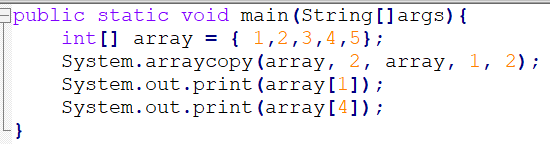 public static void main(String[]args){
    int[] array = { 1,2,3,4,5};
    System.arraycopy(array, 2, array, 1, 2);
    System.out.print(array[1]);
    System.out.print(array[4]);
}